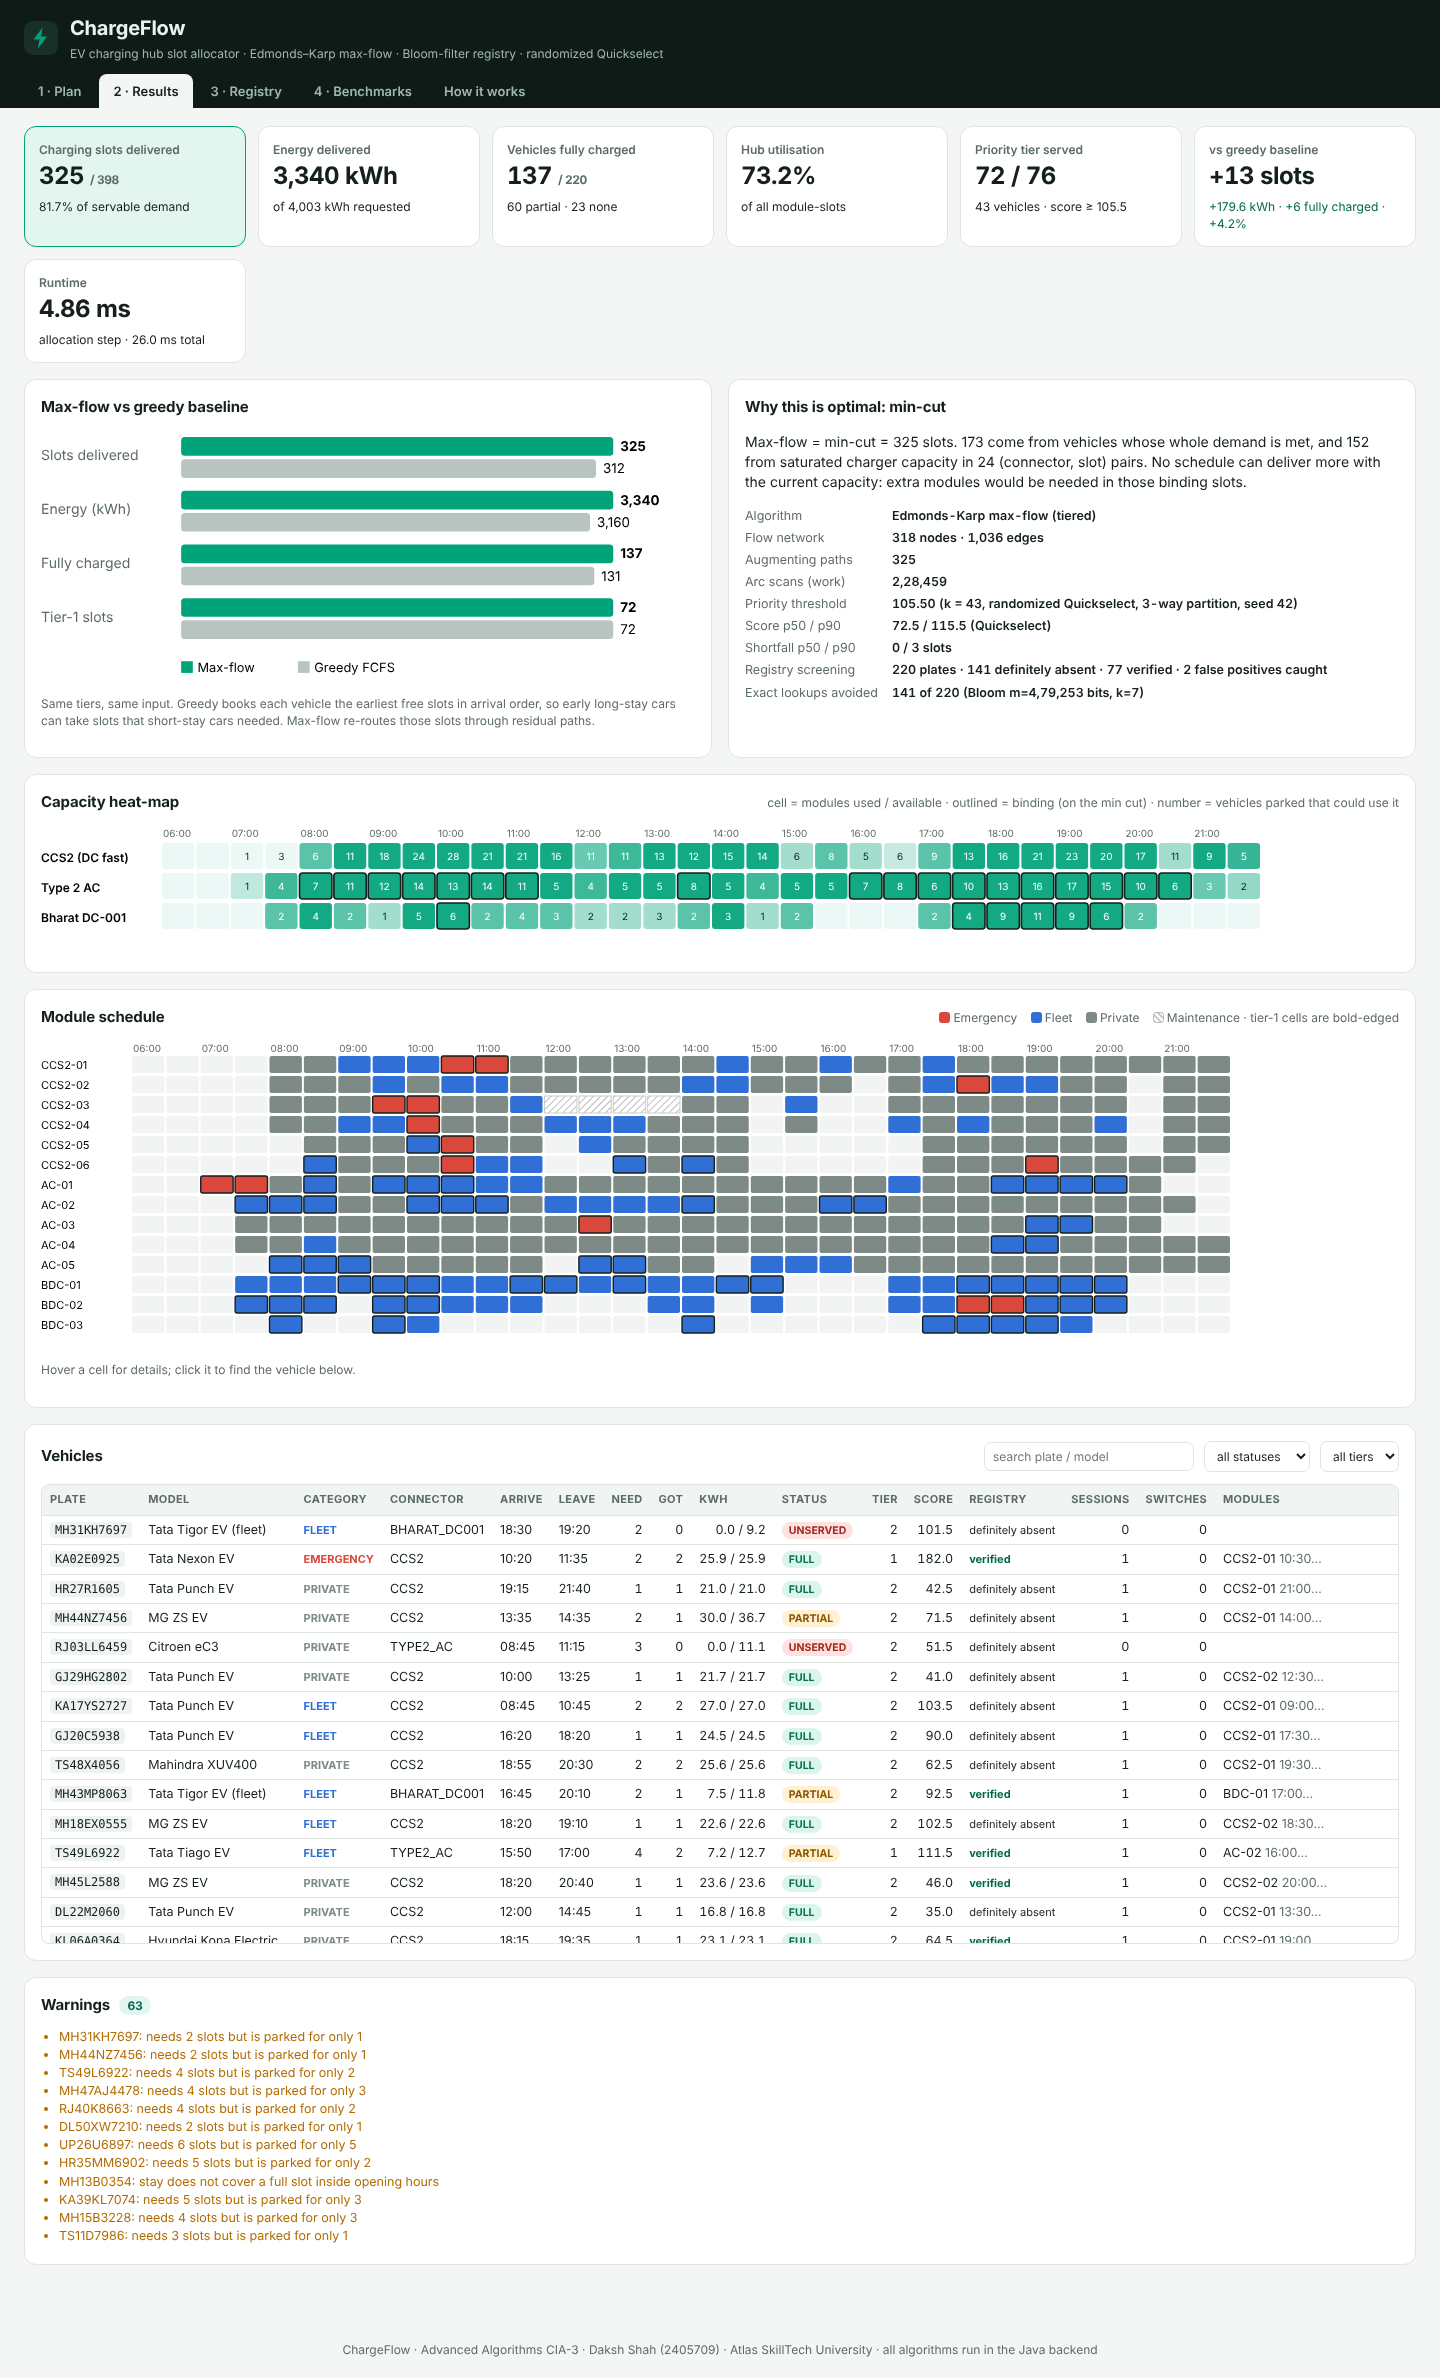 ChargeFlow
EV charging hub slot allocator · Edmonds–Karp max-flow · Bloom-filter registry · randomized Quickselect
1 · Plan 2 · Results 3 · Registry 4 · Benchmarks How it works
Charging slots delivered
325 / 398
81.7% of servable demand
Energy delivered
3,340 kWh
of 4,003 kWh requested
Vehicles fully charged
137 / 220
60 partial · 23 none
Hub utilisation
73.2%
of all module-slots
Priority tier served
72 / 76
43 vehicles · score ≥ 105.5
vs greedy baseline
+13 slots
+179.6 kWh · +6 fully charged ·
+4.2%
Runtime
4.86 ms
allocation step · 26.0 ms total
Max-flow vs greedy baseline
Slots delivered 325
312
Energy (kWh) 3,340
3,160
Fully charged 137
131
Tier-1 slots 72
72
Max-flow Greedy FCFS
Same tiers, same input. Greedy books each vehicle the earliest free slots in arrival order, so early long-stay cars
can take slots that short-stay cars needed. Max-flow re-routes those slots through residual paths.
Why this is optimal: min-cut
Max-flow = min-cut = 325 slots. 173 come from vehicles whose whole demand is met, and 152
from saturated charger capacity in 24 (connector, slot) pairs. No schedule can deliver more with
the current capacity: extra modules would be needed in those binding slots.
Algorithm Edmonds-Karp max-flow (tiered)
Flow network 318 nodes · 1,036 edges
Augmenting paths 325
Arc scans (work) 2,28,459
Priority threshold 105.50 (k = 43, randomized Quickselect, 3-way partition, seed 42)
Score p50 / p90 72.5 / 115.5 (Quickselect)
Shortfall p50 / p90 0 / 3 slots
Registry screening 220 plates · 141 definitely absent · 77 verified · 2 false positives caught
Exact lookups avoided 141 of 220 (Bloom m=4,79,253 bits, k=7)
Capacity heat-map
cell = modules used / available · outlined = binding (on the min cut) · number = vehicles parked that could use it
06:00 07:00 08:00 09:00 10:00 11:00 12:00 13:00 14:00 15:00 16:00 17:00 18:00 19:00 20:00 21:00
CCS2 (DC fast) 1 3 6 11 18 24 28 21 21 16 11 11 13 12 15 14 6 8 5 6 9 13 16 21 23 20 17 11 9 5
Type 2 AC 1 4 7 11 12 14 13 14 11 5 4 5 5 8 5 4 5 5 7 8 6 10 13 16 17 15 10 6 3 2
Bharat DC-001 2 4 2 1 5 6 2 4 3 2 2 3 2 3 1 2 2 4 9 11 9 6 2
Module schedule
Emergency Fleet Private Maintenance · tier-1 cells are bold-edged
06:00 07:00 08:00 09:00 10:00 11:00 12:00 13:00 14:00 15:00 16:00 17:00 18:00 19:00 20:00 21:00
CCS2-01
CCS2-02
CCS2-03
CCS2-04
CCS2-05
CCS2-06
AC-01
AC-02
AC-03
AC-04
AC-05
BDC-01
BDC-02
BDC-03
Hover a cell for details; click it to find the vehicle below.
Vehicles
search plate / model all statuses all tiers
PLATE MODEL CATEGORY CONNECTOR ARRIVE LEAVE NEED GOT KWH STATUS TIER SCORE REGISTRY SESSIONS SWITCHES MODULES
MH31KH7697 Tata Tigor EV (fleet) FLEET BHARAT_DC001 18:30 19:20 2 0 0.0 / 9.2 UNSERVED 2 101.5 definitely absent 0 0
KA02E0925 Tata Nexon EV EMERGENCY CCS2 10:20 11:35 2 2 25.9 / 25.9 FULL 1 182.0 verified 1 0 CCS2-01 10:30...
HR27R1605 Tata Punch EV PRIVATE CCS2 19:15 21:40 1 1 21.0 / 21.0 FULL 2 42.5 definitely absent 1 0 CCS2-01 21:00...
MH44NZ7456 MG ZS EV PRIVATE CCS2 13:35 14:35 2 1 30.0 / 36.7 PARTIAL 2 71.5 definitely absent 1 0 CCS2-01 14:00...
RJ03LL6459 Citroen eC3 PRIVATE TYPE2_AC 08:45 11:15 3 0 0.0 / 11.1 UNSERVED 2 51.5 definitely absent 0 0
GJ29HG2802 Tata Punch EV PRIVATE CCS2 10:00 13:25 1 1 21.7 / 21.7 FULL 2 41.0 definitely absent 1 0 CCS2-02 12:30...
KA17YS2727 Tata Punch EV FLEET CCS2 08:45 10:45 2 2 27.0 / 27.0 FULL 2 103.5 definitely absent 1 0 CCS2-01 09:00...
GJ20C5938 Tata Punch EV FLEET CCS2 16:20 18:20 1 1 24.5 / 24.5 FULL 2 90.0 definitely absent 1 0 CCS2-01 17:30...
TS48X4056 Mahindra XUV400 PRIVATE CCS2 18:55 20:30 2 2 25.6 / 25.6 FULL 2 62.5 definitely absent 1 0 CCS2-01 19:30...
MH43MP8063 Tata Tigor EV (fleet) FLEET BHARAT_DC001 16:45 20:10 2 1 7.5 / 11.8 PARTIAL 2 92.5 verified 1 0 BDC-01 17:00...
MH18EX0555 MG ZS EV FLEET CCS2 18:20 19:10 1 1 22.6 / 22.6 FULL 2 102.5 definitely absent 1 0 CCS2-02 18:30...
TS49L6922 Tata Tiago EV FLEET TYPE2_AC 15:50 17:00 4 2 7.2 / 12.7 PARTIAL 1 111.5 verified 1 0 AC-02 16:00...
MH45L2588 MG ZS EV PRIVATE CCS2 18:20 20:40 1 1 23.6 / 23.6 FULL 2 46.0 verified 1 0 CCS2-02 20:00...
DL22M2060 Tata Punch EV PRIVATE CCS2 12:00 14:45 1 1 16.8 / 16.8 FULL 2 35.0 definitely absent 1 0 CCS2-01 13:30...
KL06A0364 Hyundai Kona Electric PRIVATE CCS2 18:15 19:35 1 1 23.1 / 23.1 FULL 2 64.5 verified 1 0 CCS2-01 19:00...
Warnings 63
• MH31KH7697: needs 2 slots but is parked for only 1
• MH44NZ7456: needs 2 slots but is parked for only 1
• TS49L6922: needs 4 slots but is parked for only 2
• MH47AJ4478: needs 4 slots but is parked for only 3
• RJ40K8663: needs 4 slots but is parked for only 2
• DL50XW7210: needs 2 slots but is parked for only 1
• UP26U6897: needs 6 slots but is parked for only 5
• HR35MM6902: needs 5 slots but is parked for only 2
• MH13B0354: stay does not cover a full slot inside opening hours
• KA39KL7074: needs 5 slots but is parked for only 3
• MH15B3228: needs 4 slots but is parked for only 3
• TS11D7986: needs 3 slots but is parked for only 1
ChargeFlow · Advanced Algorithms CIA-3 · Daksh Shah (2405709) · Atlas SkillTech University · all algorithms run in the Java backend